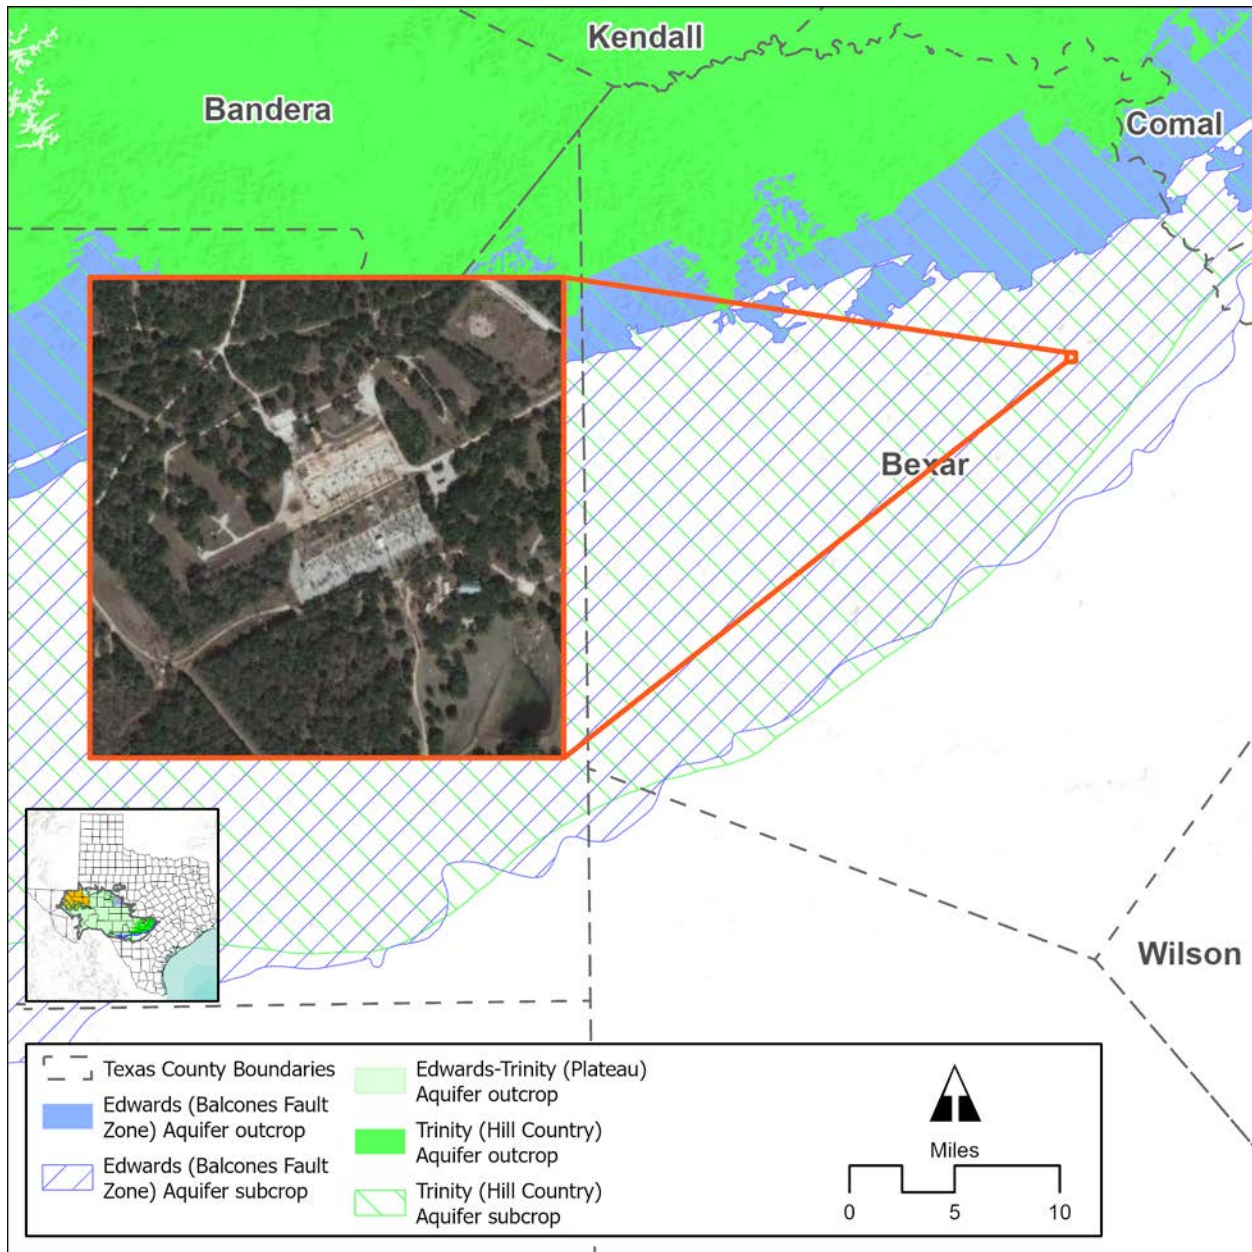 Kendall
Bandera
Comal
Bexar
Wilson
Texas County Boundaries
Edwards (Balcones Fault
Zone) Aquifer outcrop
Edwards (Balcones Fault
Zone) Aquifer subcrop
Edwards-Trinity (Plateau)
Aquifer outcrop
Trinity (Hill Country)
Aquifer outcrop
Trinity (Hill Country)
Aquifer subcrop
Miles
0 5 10